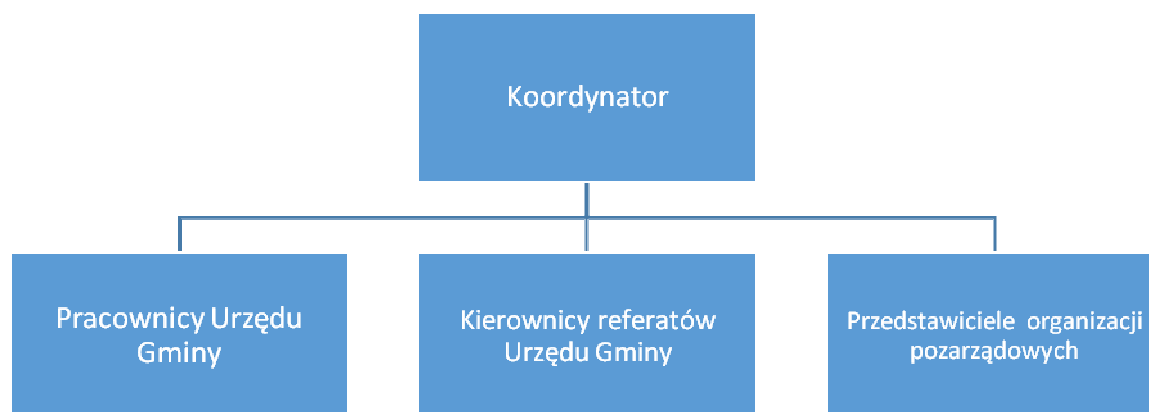 Koordynator
Pracownicy Urzędu
Gminy
Kierownicy referatów
Urzędu Gminy
Przedstawiciele organizacji
pozarządowych